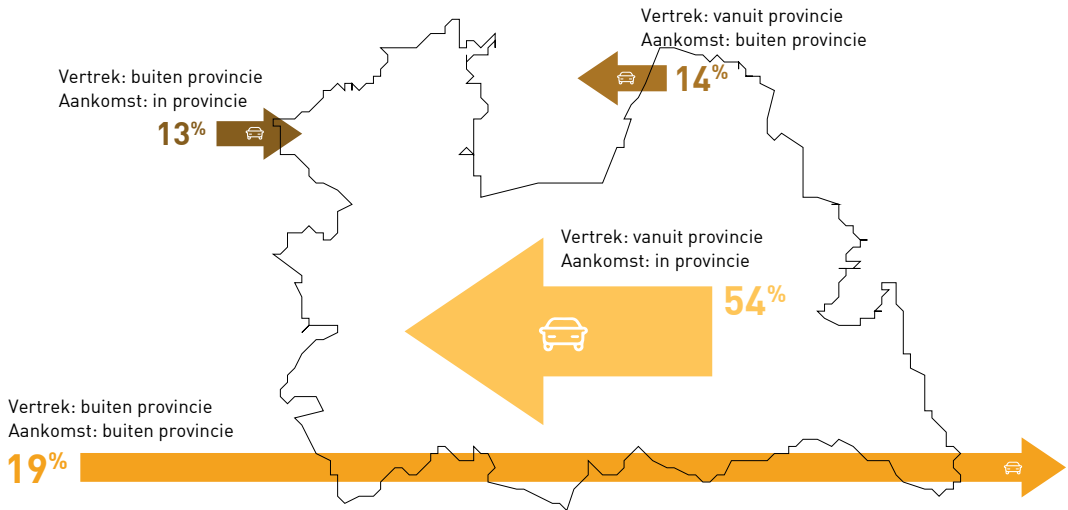 Vertrek: vanuit provincie
Aankomst: buiten provincie
14%
Vertrek: buiten provincie
Aankomst: in provincie
13%
Vertrek: vanuit provincie
Aankomst: in provincie
54%
Vertrek: buiten provincie
Aankomst: buiten provincie
19%